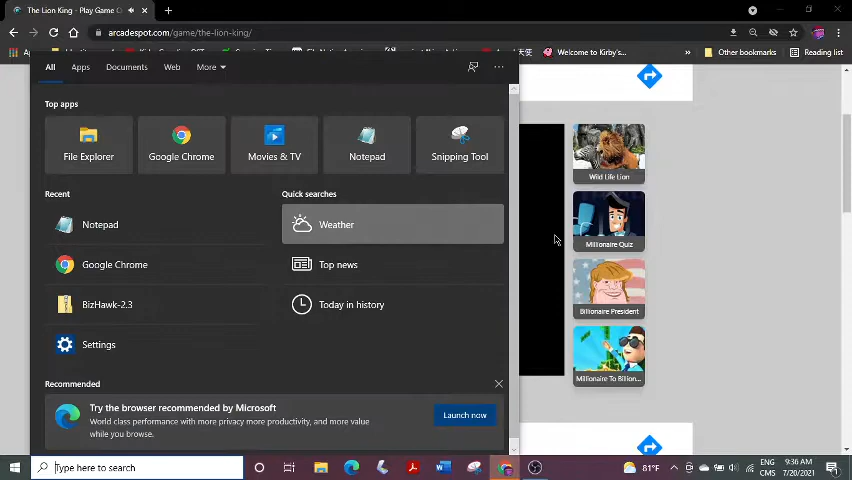 The Lion King - Play Game O
arcadespot.com/game/the-lion-king/
Welcome to Kirby's...
»
Other bookmarks
Reading list
All
Apps
Documents
Web
More
Top apps
File Explorer
Google Chrome
Movies & TV
Notepad
Snipping Tool
Recent
Quick searches
Notepad
Weather
Google Chrome
Top news
BizHawk-2.3
Today in history
Settings
Recommended
Try the browser recommended by Microsoft
World class performance with more privacy more productivity, and more value
while you browse.
Launch now
Wild Life Lion
Millionaire Quiz
Billionaire President
Millionaire To Billion...
Type here to search
81°F
ENG
CMS
9:36 AM
7/20/2021